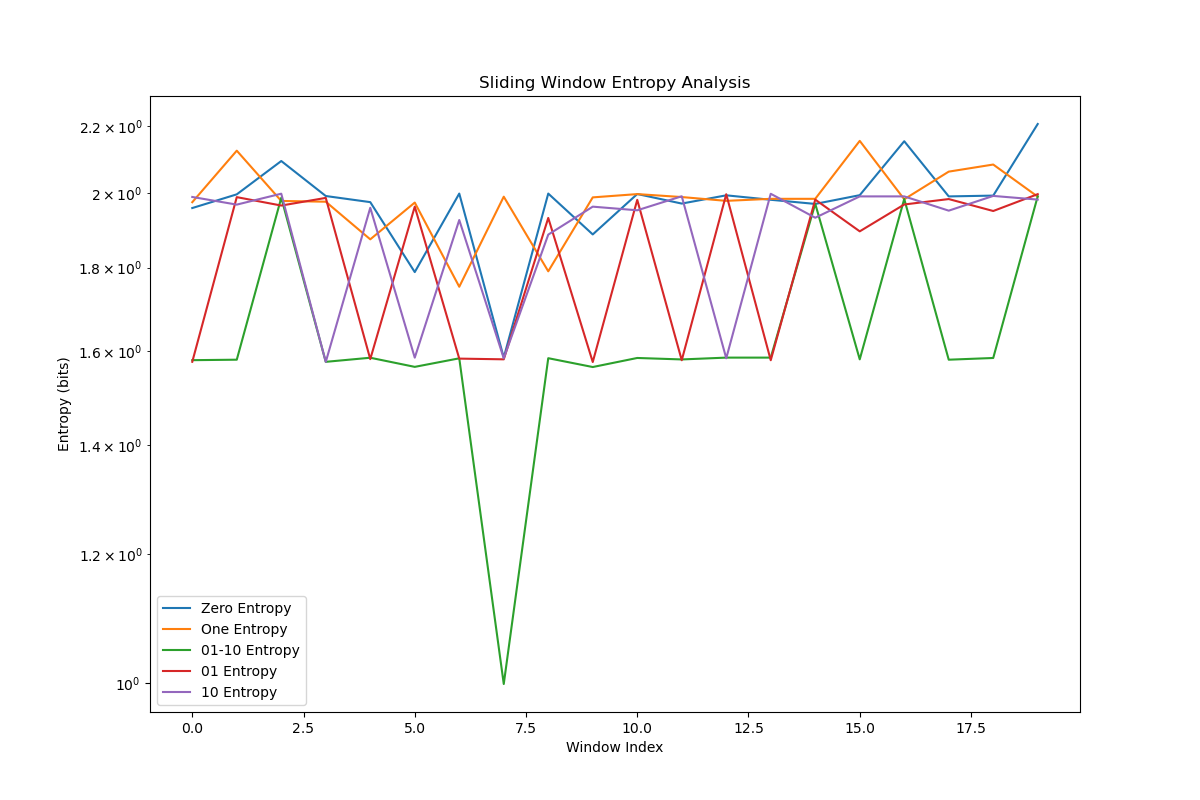 Sliding Window Entropy Analysis
2.2 × 10⁰
2 × 10⁰
1.8 × 10⁰
1.6 × 10⁰
1.4 × 10⁰
1.2 × 10⁰
10⁰
Entropy (bits)
Zero Entropy
One Entropy
01-10 Entropy
01 Entropy
10 Entropy
0.0 2.5 5.0 7.5 10.0 12.5 15.0 17.5
Window Index